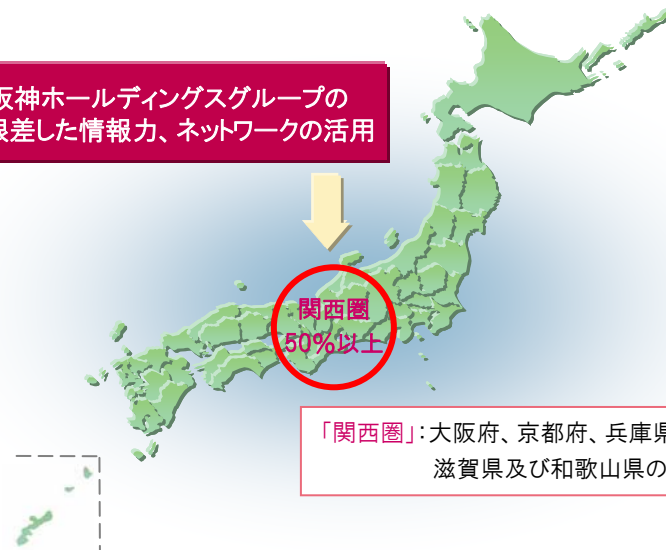 阪神ホールディングスグループの
差した情報力、ネットワークの活用
関西圏
50%以上
「関西圏」:大阪府、京都府、兵庫県
滋賀県及び和歌山県の